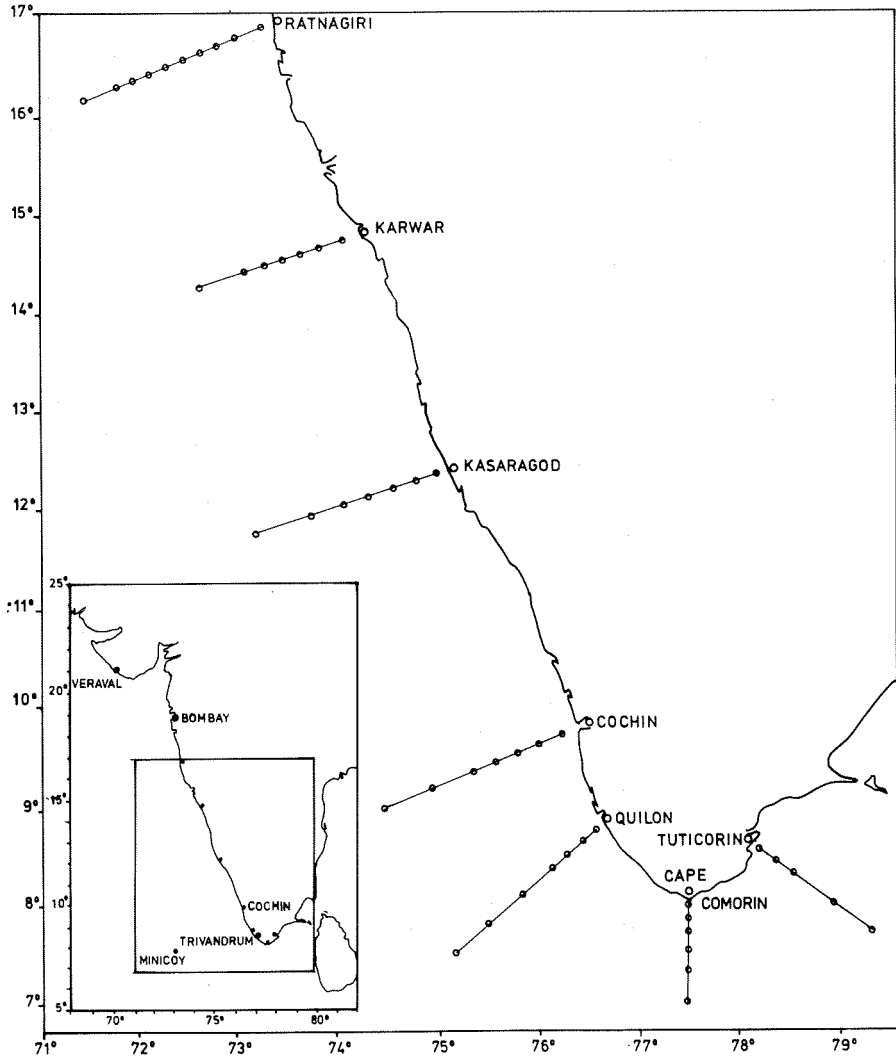 17°
RATNAGIRI
16°
15°
KARWAR
14°
13°
KASARAGOD
12°
11°
10°
COCHIN
9°
QUILON
TUTICORIN
CAPE
COMORIN
8°
7°
71°
72°
73°
74°
75°
76°
77°
78°
79°
25°
VERAVAL
20°
BOMBAY
15°
10°
COCHIN
TRIVANDRUM
MINICOY
5°
70°
75°
80°